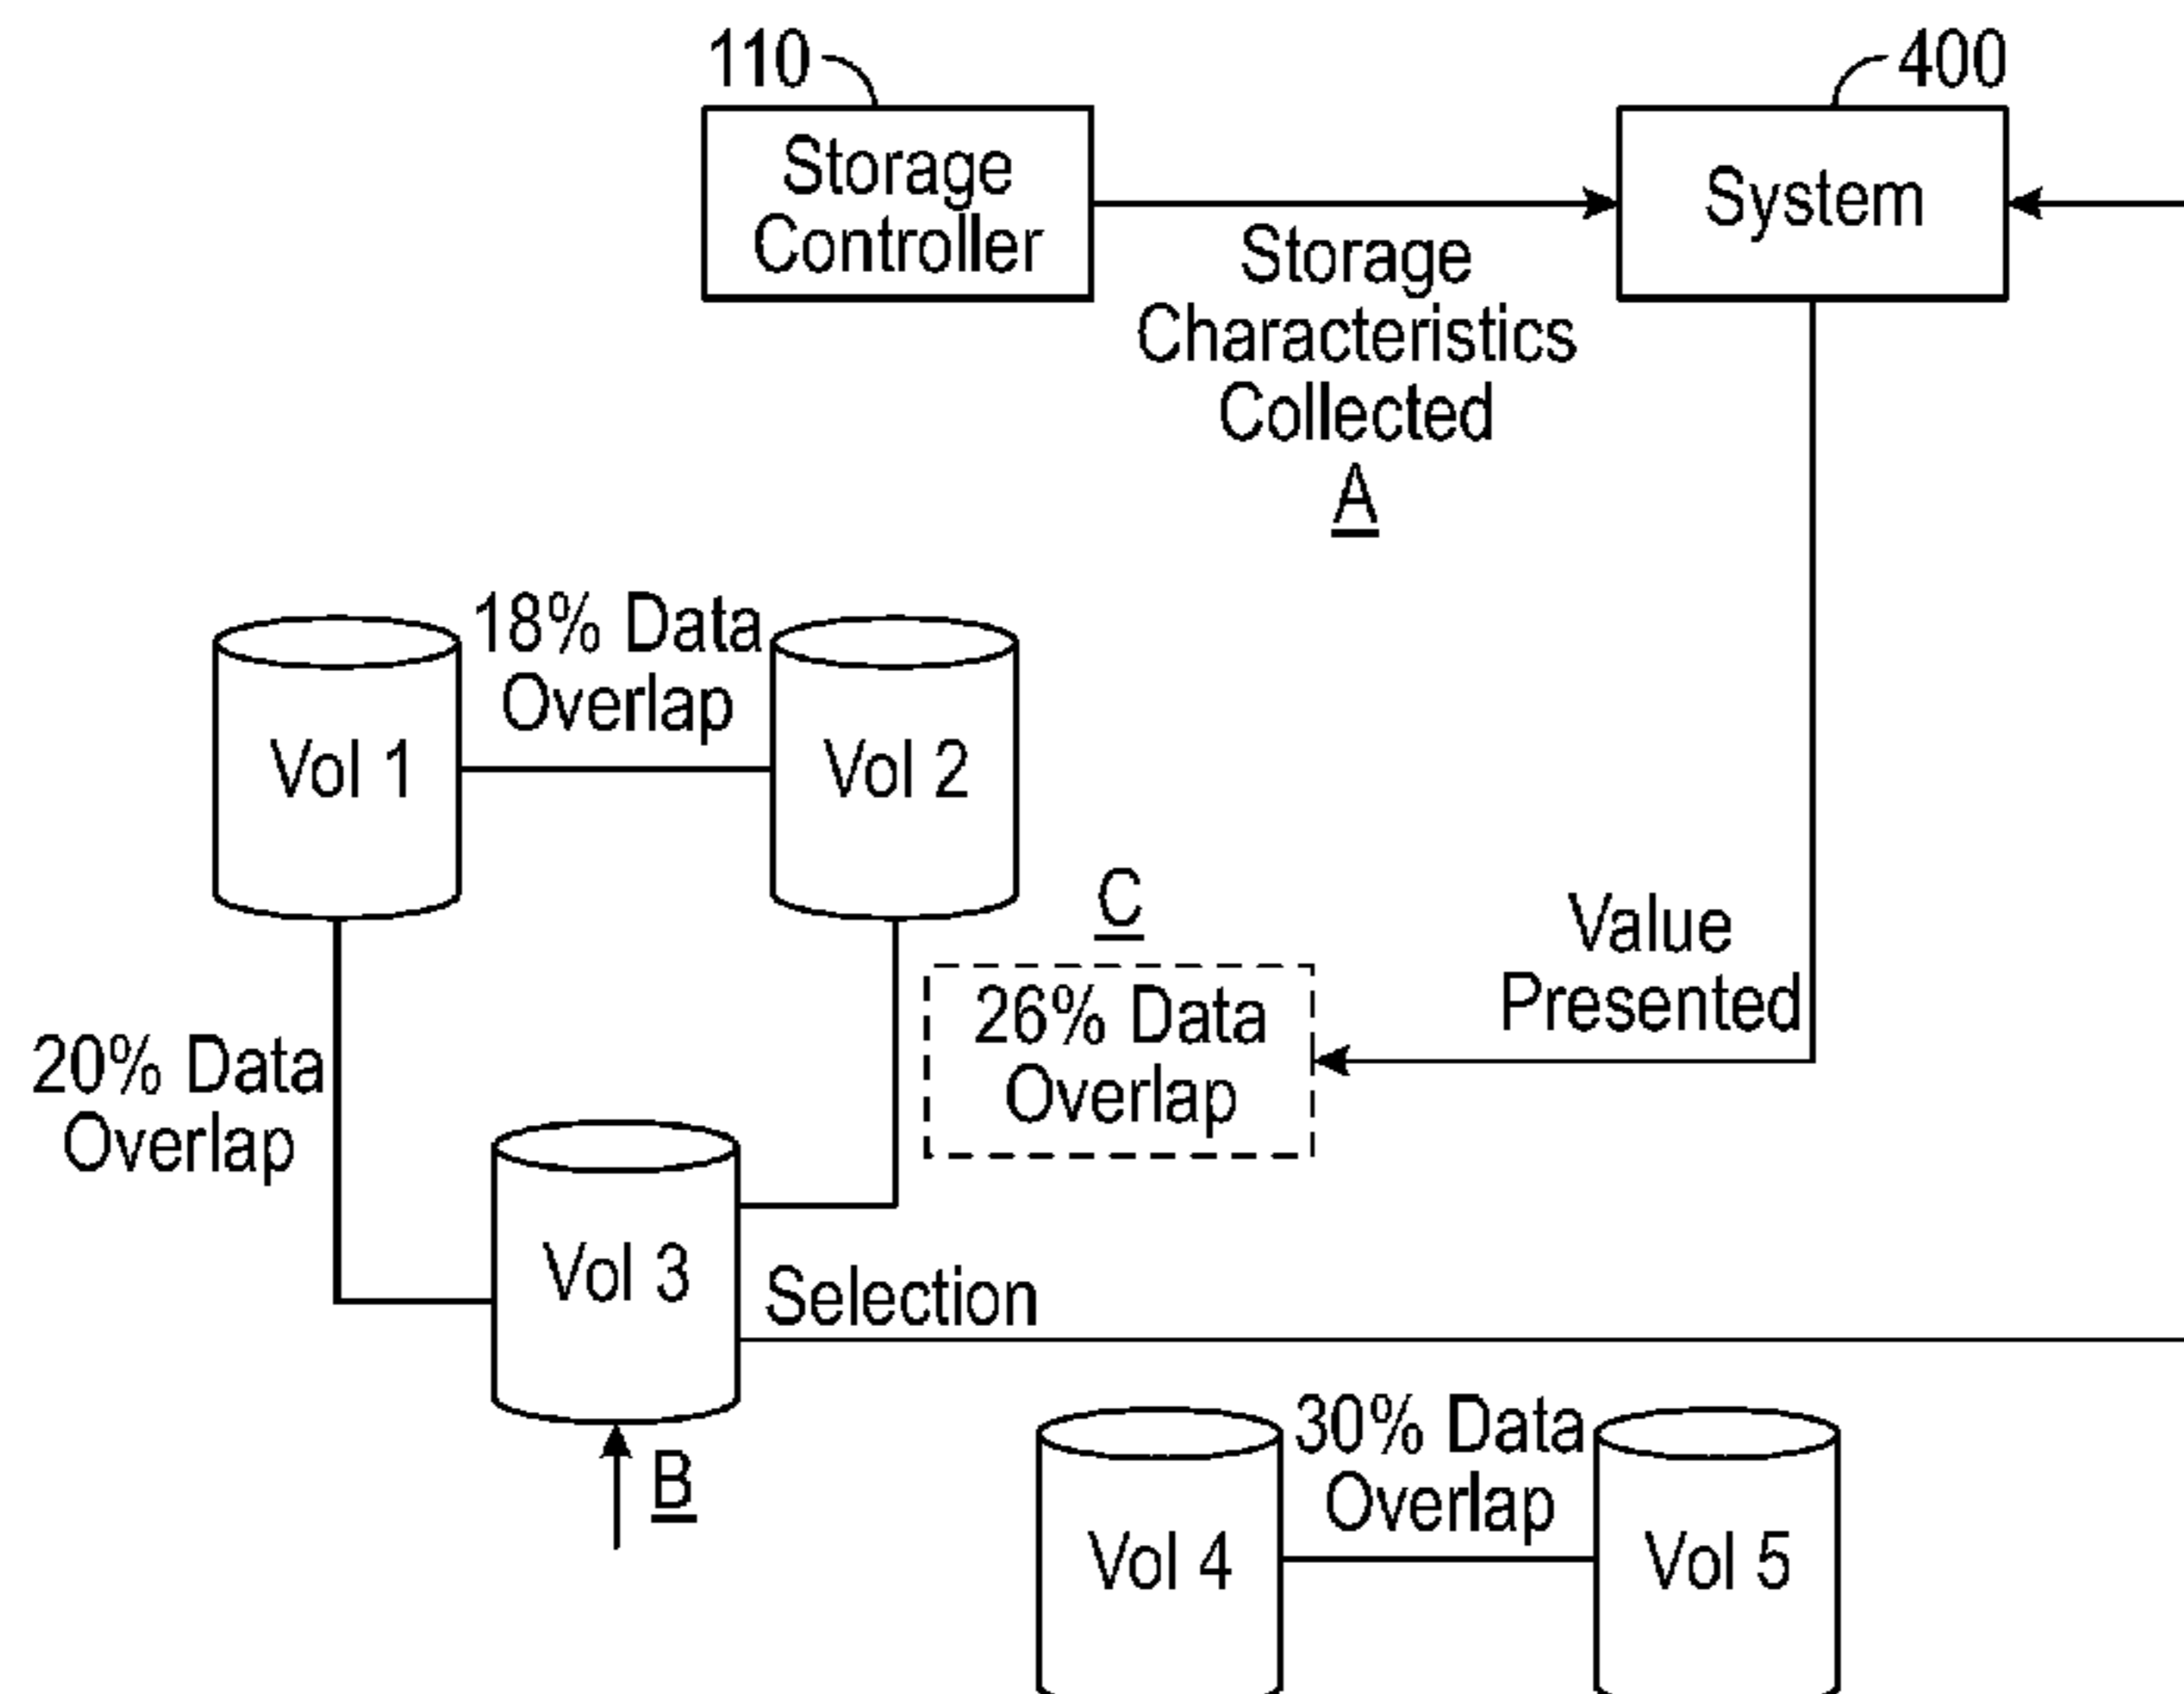 110
400
Storage
Controller
System
Storage
Characteristics
Collected
A
18% Data
Overlap
Vol 1
Vol 2
C
Value
Presented
26% Data
Overlap
20% Data
Overlap
Vol 3
Selection
B
30% Data
Overlap
Vol 4
Vol 5